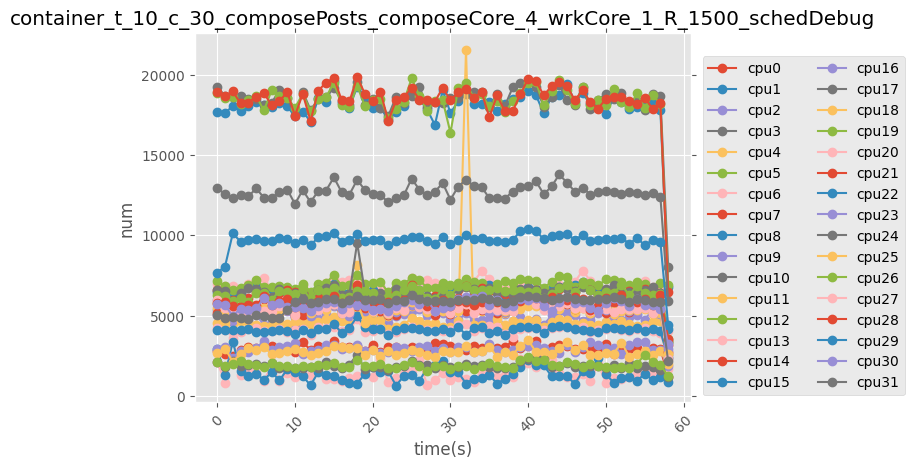 container_t_10_c_30_composePosts_composeCore_4_wrkCore_1_R_1500_schedDebug
num
20000
15000
10000
5000
0
0
10
20
30
40
50
60
time(s)
cpu0
cpu1
cpu2
cpu3
cpu4
cpu5
cpu6
cpu7
cpu8
cpu9
cpu10
cpu11
cpu12
cpu13
cpu14
cpu15
cpu16
cpu17
cpu18
cpu19
cpu20
cpu21
cpu22
cpu23
cpu24
cpu25
cpu26
cpu27
cpu28
cpu29
cpu30
cpu31